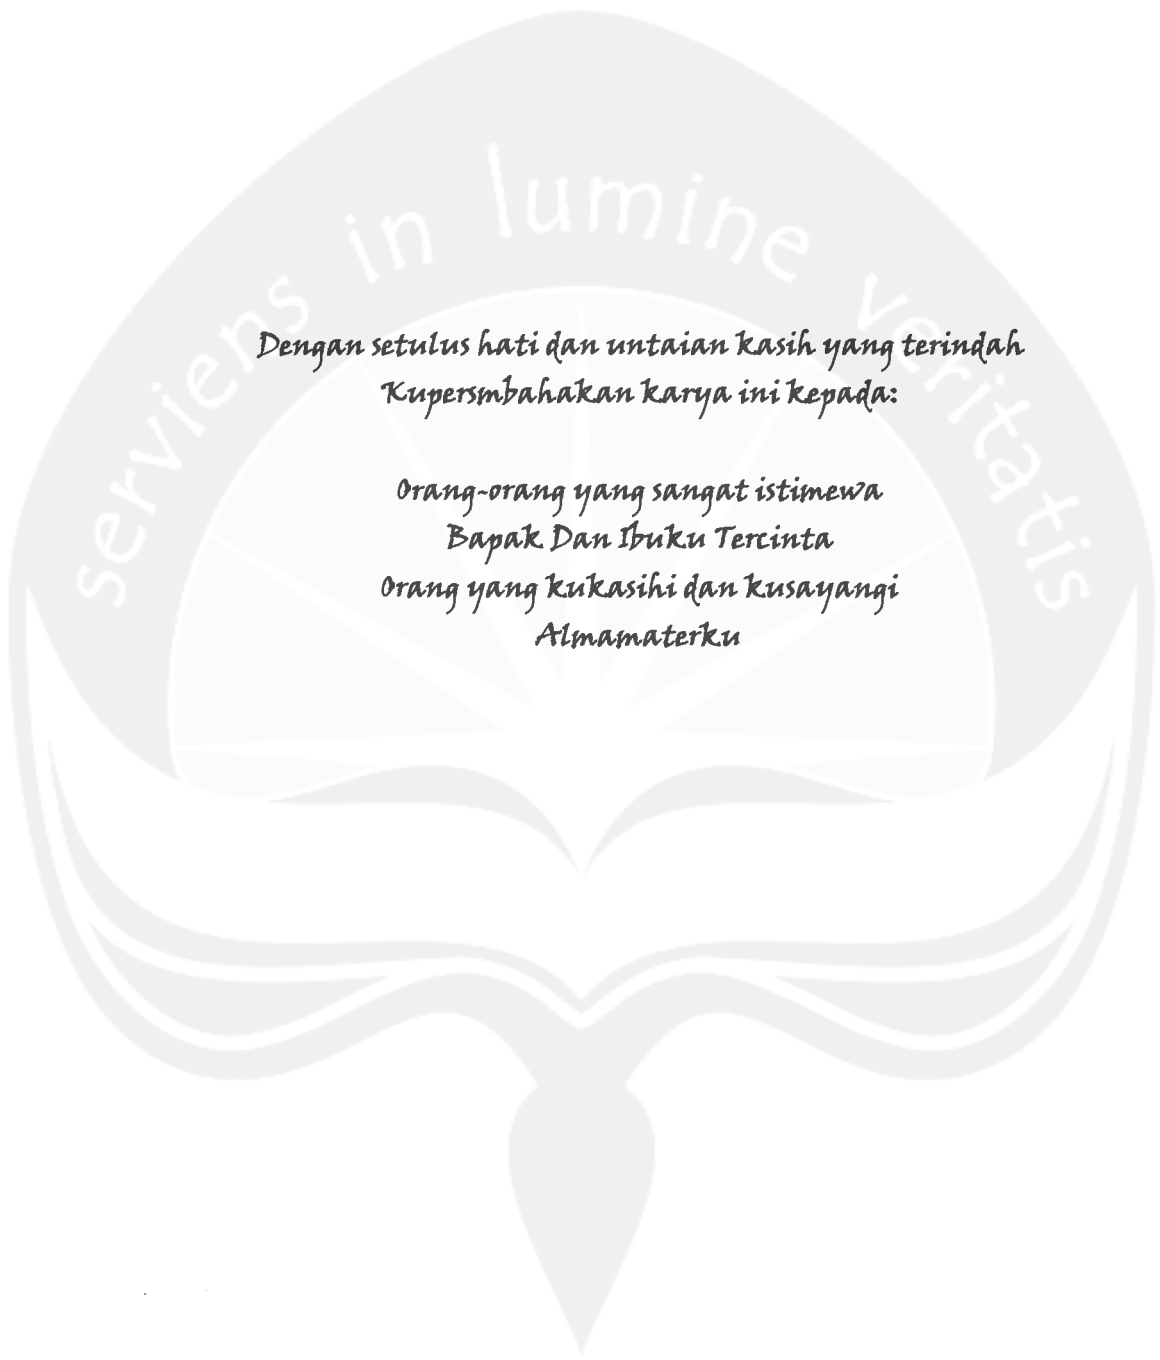 serviens in lumine veritatis
Dengan setulus hati dan untaian kasih yang terindah
Kupersmbahakan karya ini kepada:
Orang-orang yang sangat istimewa
Bapak Dan Ibuku Tercinta
Orang yang kukasihi dan kusayangi
Almamaterku